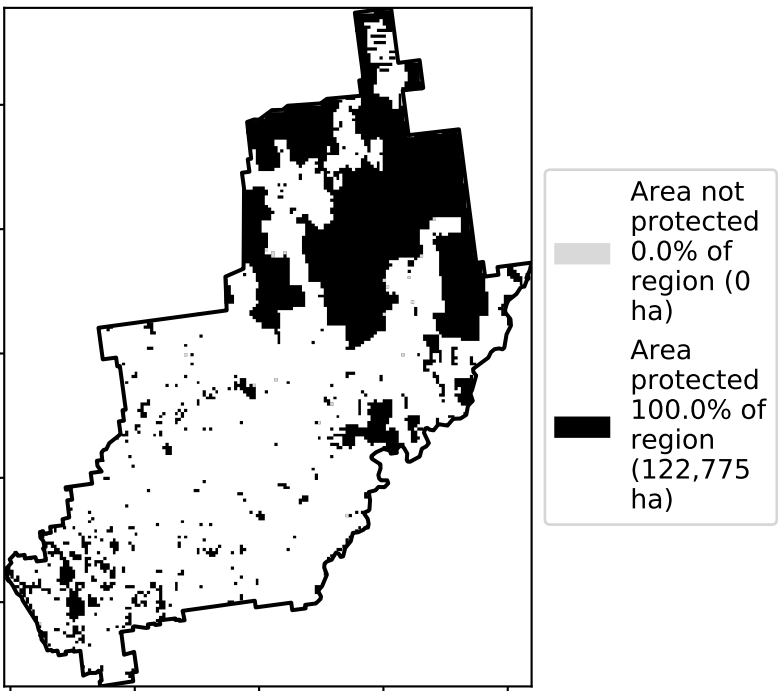 Area not
protected
0.0% of
region (0
ha)
Area
protected
100.0% of
region
(122,775
ha)